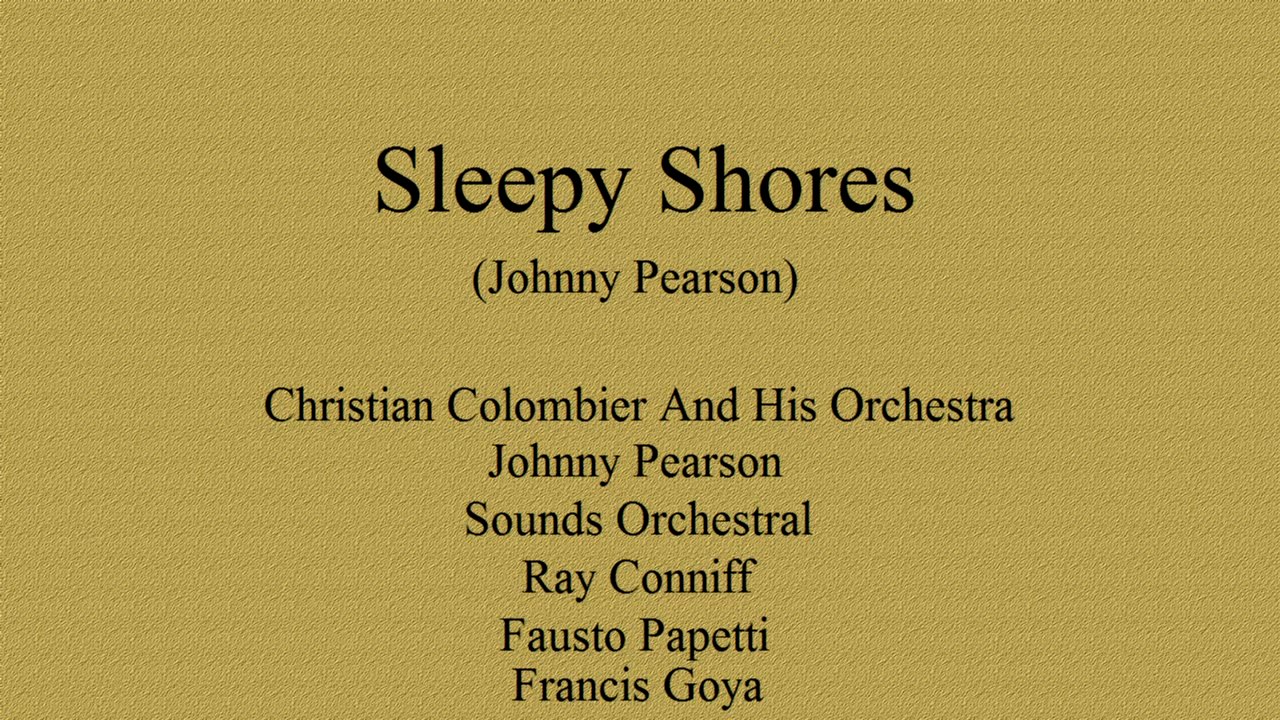 Sleepy Shores
(Johnny Pearson)
Christian Colombier And His Orchestra
Johnny Pearson
Sounds Orchestral
Ray Conniff
Fausto Papetti
Francis Goya